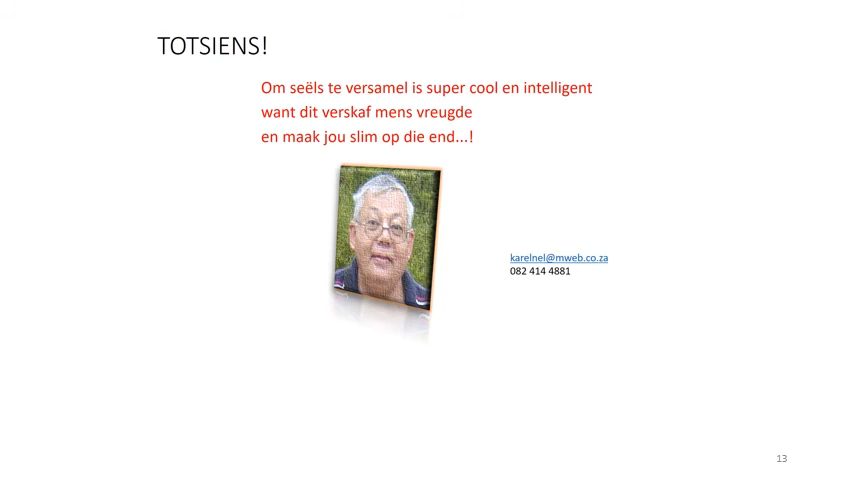 TOTSIENS!
Om seëls te versamel is super cool en intelligent
want dit verskaf mens vreugde
en maak jou slim op die end...!
karelnel@mweb.co.za
082 414 4881
13